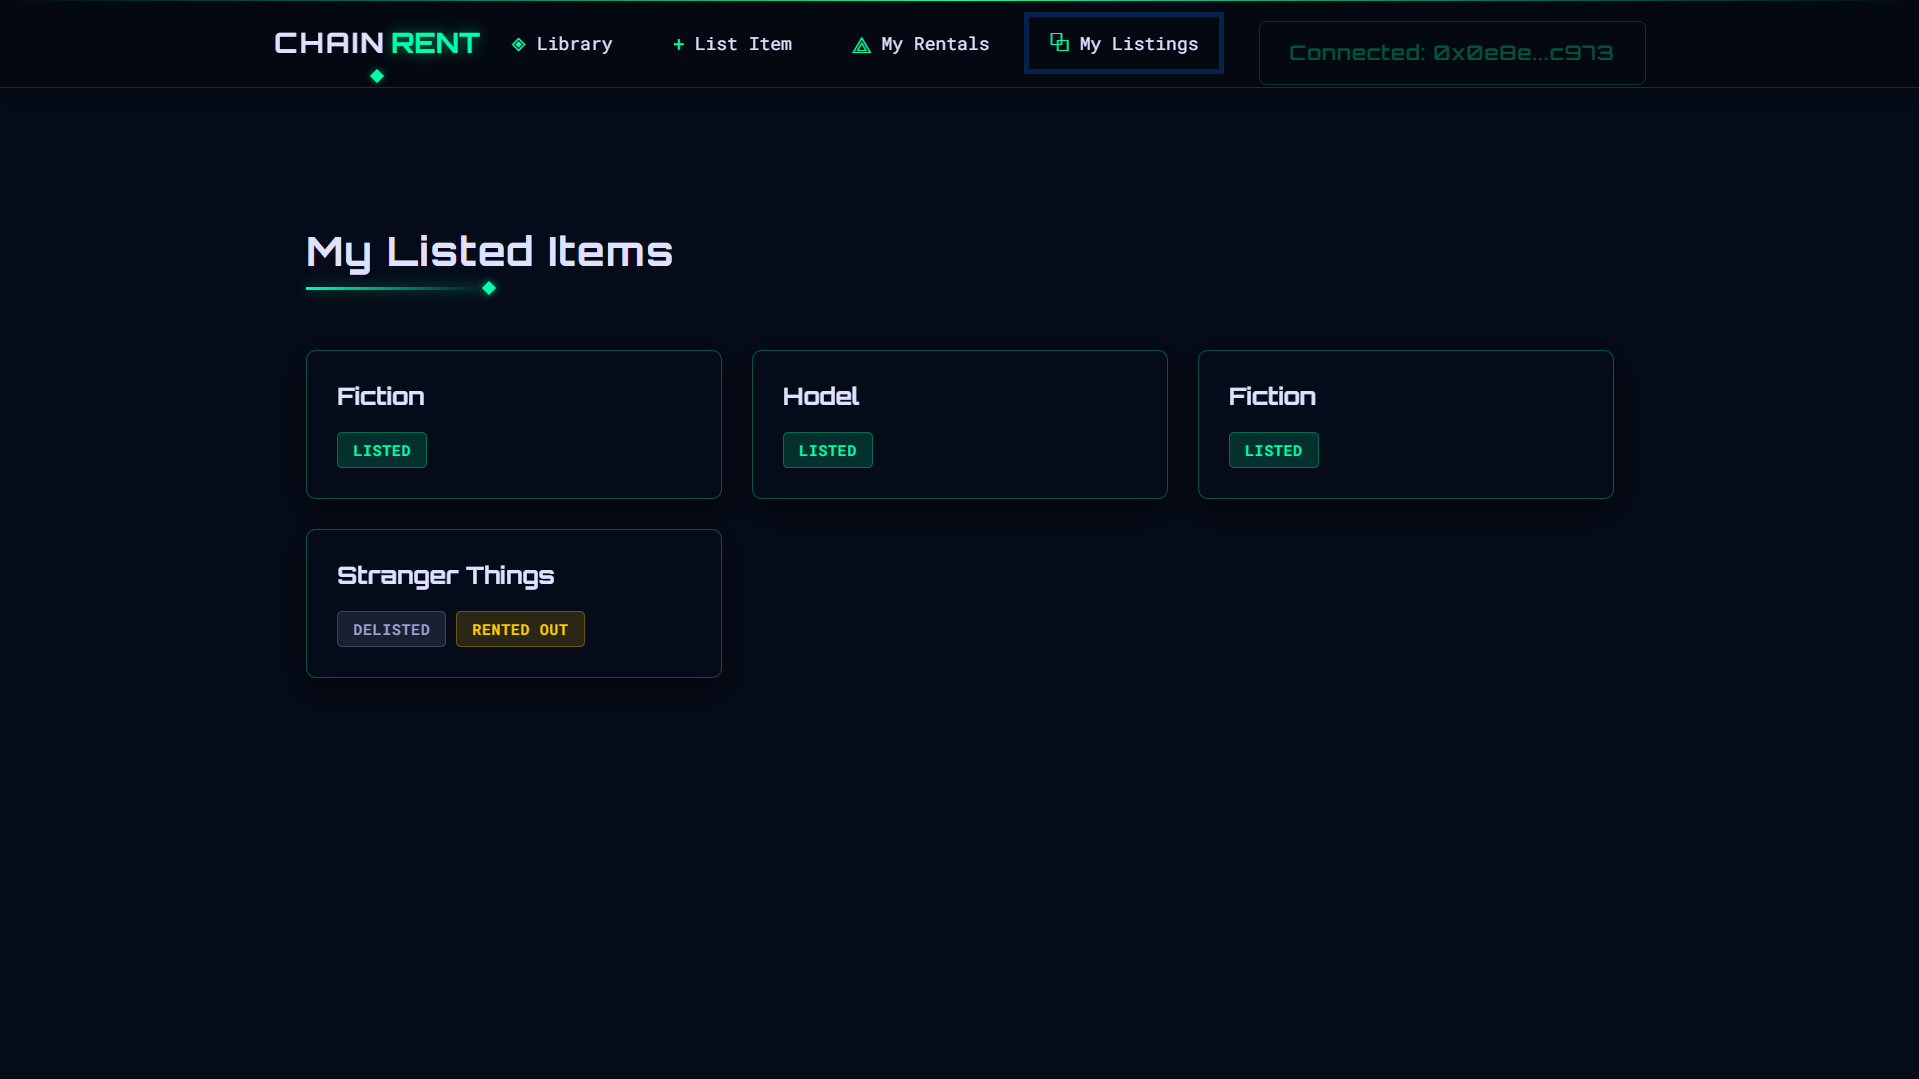 CHAIN RENT
Library
+ List Item
My Rentals
My Listings
Connected: 0x0e8e...c973
My Listed Items
Fiction
LISTED
Hodel
LISTED
Fiction
LISTED
Stranger Things
DELISTED
RENTED OUT